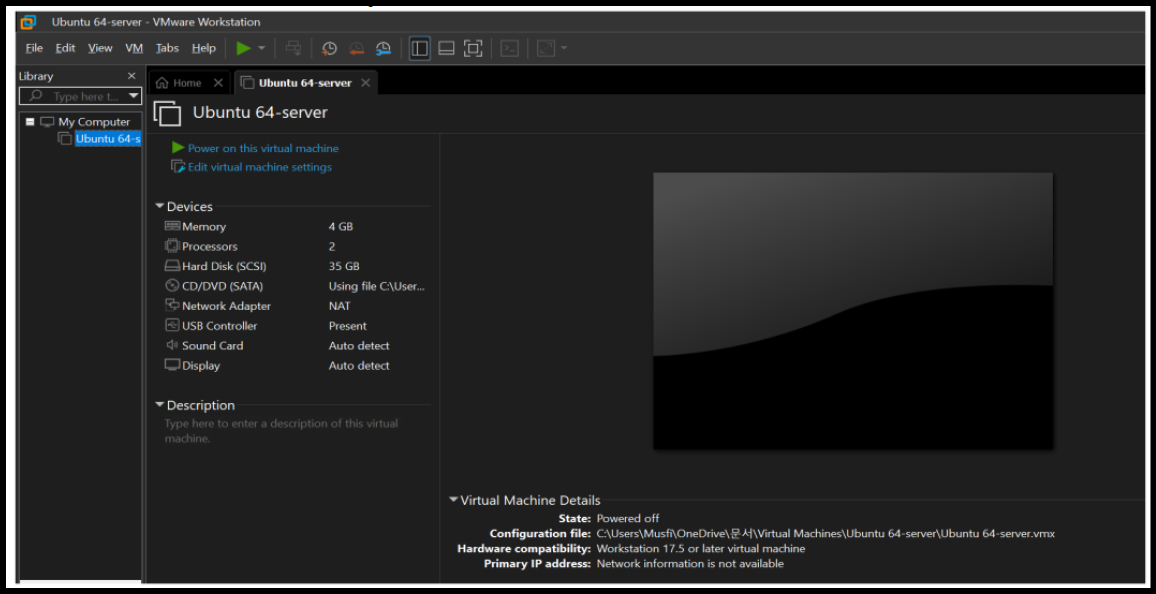 Ubuntu 64-server - VMware Workstation
File Edit View VM Tabs Help
Library
Type here t...
My Computer
Ubuntu 64-s
Home
Ubuntu 64-server
Ubuntu 64-server
Power on this virtual machine
Edit virtual machine settings
Devices
Memory 4 GB
Processors 2
Hard Disk (SCSI) 35 GB
CD/DVD (SATA) Using file C:\User...
Network Adapter NAT
USB Controller Present
Sound Card Auto detect
Display Auto detect
Description
Type here to enter a description of this virtual
machine.
Virtual Machine Details
State: Powered off
Configuration file: C:\Users\Musfi\OneDrive\문서\Virtual Machines\Ubuntu 64-server\Ubuntu 64-server.vmx
Hardware compatibility: Workstation 17.5 or later virtual machine
Primary IP address: Network information is not available